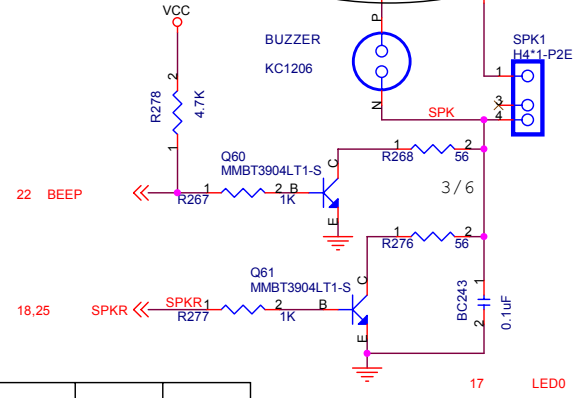 VCC
P
BUZZER
KC1206
SPK1
H4*1-P2E
1
3
4
N
SPK
2
R278
4.7K
1
Q60
MMBT3904LT1-S
C
1
2
R268
56
22 BEEP
1
2
B
R267
1K
E
3/6
1
2
R276
56
Q61
MMBT3904LT1-S
C
18,25
SPKR
SPKR
1
2
B
R277
1K
E
1
BC243
0.1uF
2
17
LED0